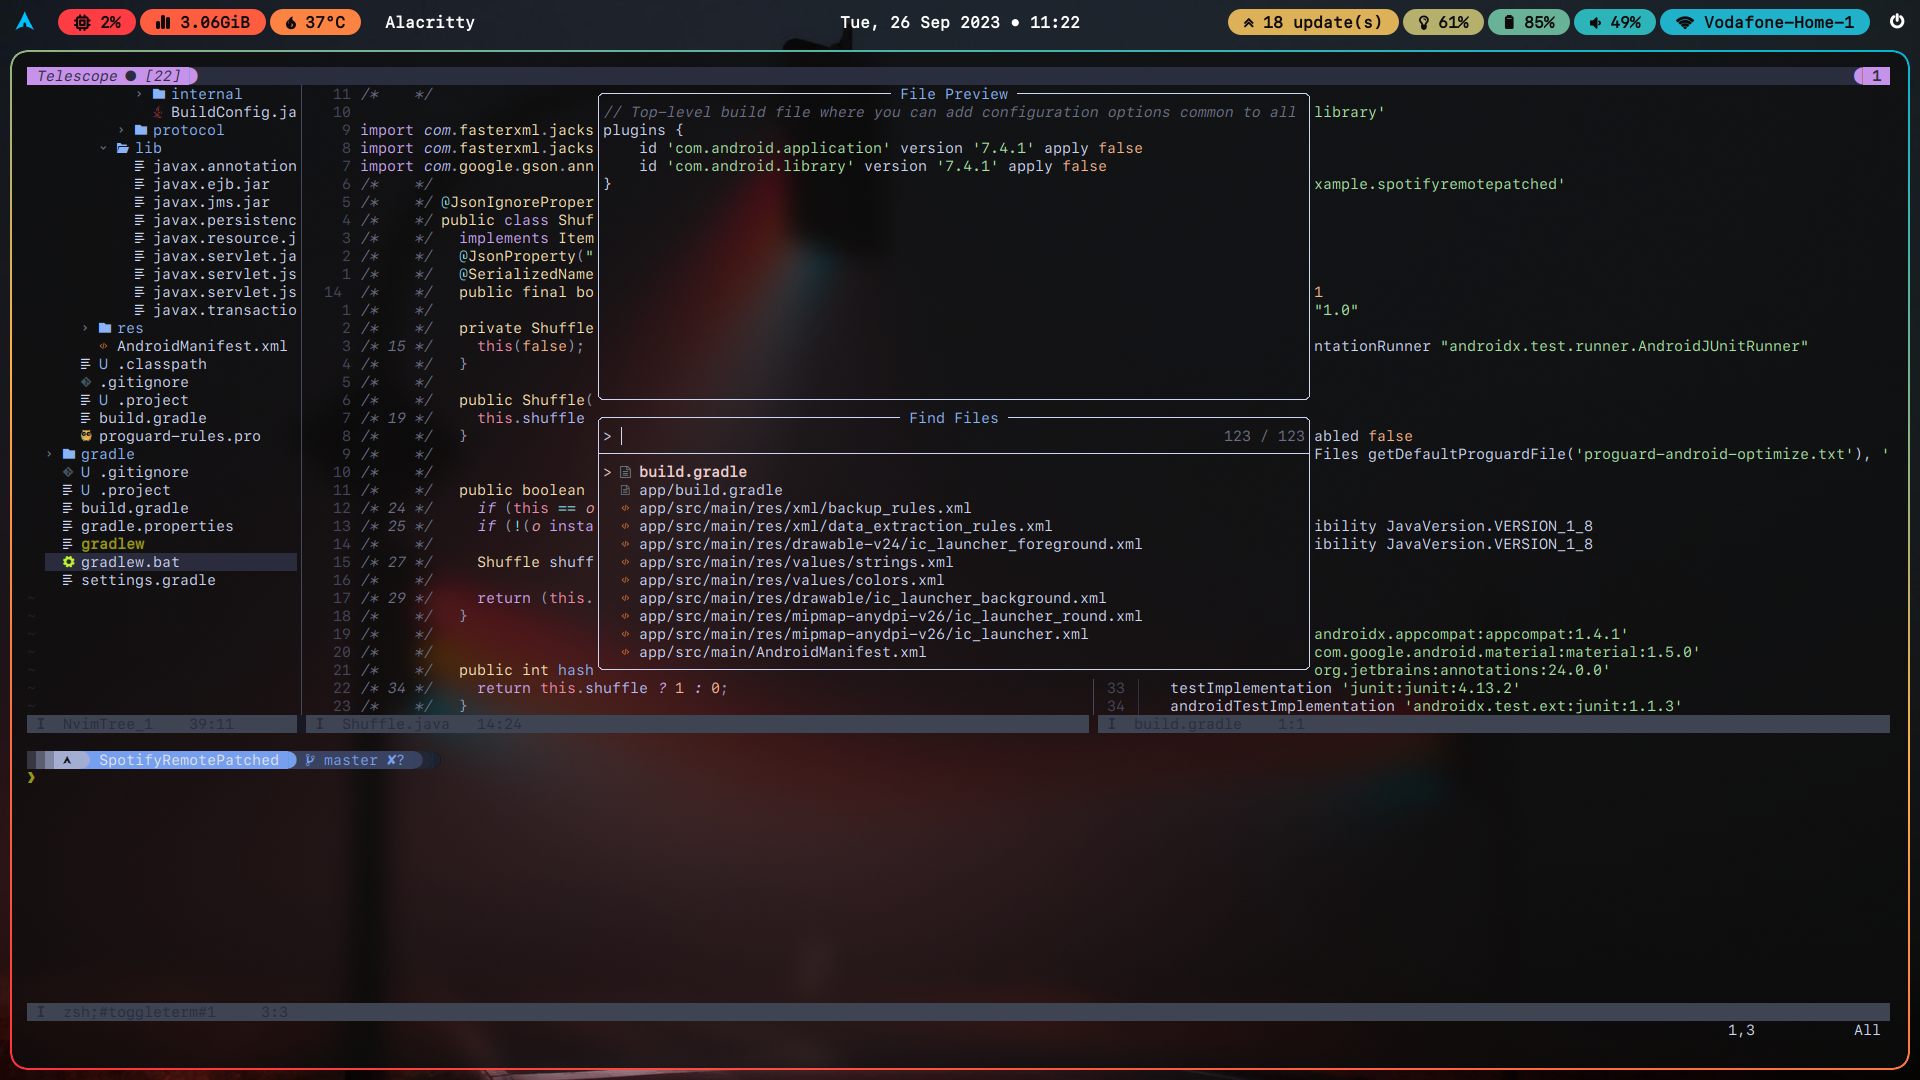 2% 3.06GiB 37°C Alacritty Tue, 26 Sep 2023 • 11:22 18 update(s) 61% 85% 49% Vodafone-Home-1
Telescope ● [22] 1
internal
BuildConfig.ja
protocol
lib
javax.annotation
javax.ejb.jar
javax.jms.jar
javax.persistenc
javax.resource.j
javax.servlet.ja
javax.servlet.js
javax.servlet.js
javax.transactio
res
AndroidManifest.xml
U .classpath
.gitignore
U .project
build.gradle
proguard-rules.pro
gradle
U .gitignore
U .project
build.gradle
gradle.properties
gradlew
gradlew.bat
settings.gradle
11 /* */
10
9 import com.fasterxml.jacks
8 import com.fasterxml.jacks
7 import com.google.gson.ann
6 /* */
5 /* */ @JsonIgnoreProper
4 /* */ public class Shuf
3 /* */ implements Item
2 /* */ @JsonProperty("
1 /* */ @SerializedName
14 /* */ public final bo
1 /* */
2 /* */ private Shuffle
3 /* 15 */ this(false);
4 /* */ }
5 /* */
6 /* */ public Shuffle(
7 /* 19 */ this.shuffle
8 /* */ }
9 /* */
10 /* */
11 /* */ public boolean
12 /* 24 */ if (this == o
13 /* 25 */ if (!(o insta
14 /* */
15 /* 27 */ Shuffle shuff
16 /* */
17 /* 29 */ return (this.
18 /* */ }
19 /* */
20 /* */
21 /* */ public int hash
22 /* 34 */ return this.shuffle ? 1 : 0;
23 /* */ }
File Preview
// Top-level build file where you can add configuration options common to all
plugins {
id 'com.android.application' version '7.4.1' apply false
id 'com.android.library' version '7.4.1' apply false
}
Find Files
> 123 / 123
> build.gradle
app/build.gradle
app/src/main/res/xml/backup_rules.xml
app/src/main/res/xml/data_extraction_rules.xml
app/src/main/res/drawable-v24/ic_launcher_foreground.xml
app/src/main/res/values/strings.xml
app/src/main/res/values/colors.xml
app/src/main/res/drawable/ic_launcher_background.xml
app/src/main/res/mipmap-anydpi-v26/ic_launcher_round.xml
app/src/main/res/mipmap-anydpi-v26/ic_launcher.xml
app/src/main/AndroidManifest.xml
library'
xample.spotifyremotepatched'
1
"1.0"
ntationRunner "androidx.test.runner.AndroidJUnitRunner"
abled false
Files getDefaultProguardFile('proguard-android-optimize.txt'), '
ibility JavaVersion.VERSION_1_8
ibility JavaVersion.VERSION_1_8
androidx.appcompat:appcompat:1.4.1'
com.google.android.material:material:1.5.0'
org.jetbrains:annotations:24.0.0'
33 testImplementation 'junit:junit:4.13.2'
34 androidTestImplementation 'androidx.test.ext:junit:1.1.3'
I NvimTree_1 39:11 I Shuffle.java 14:24 I build.gradle 1:1
SpotifyRemotePatched master ✘?
❯
I zsh;#toggleterm#1 3:3
1,3 All